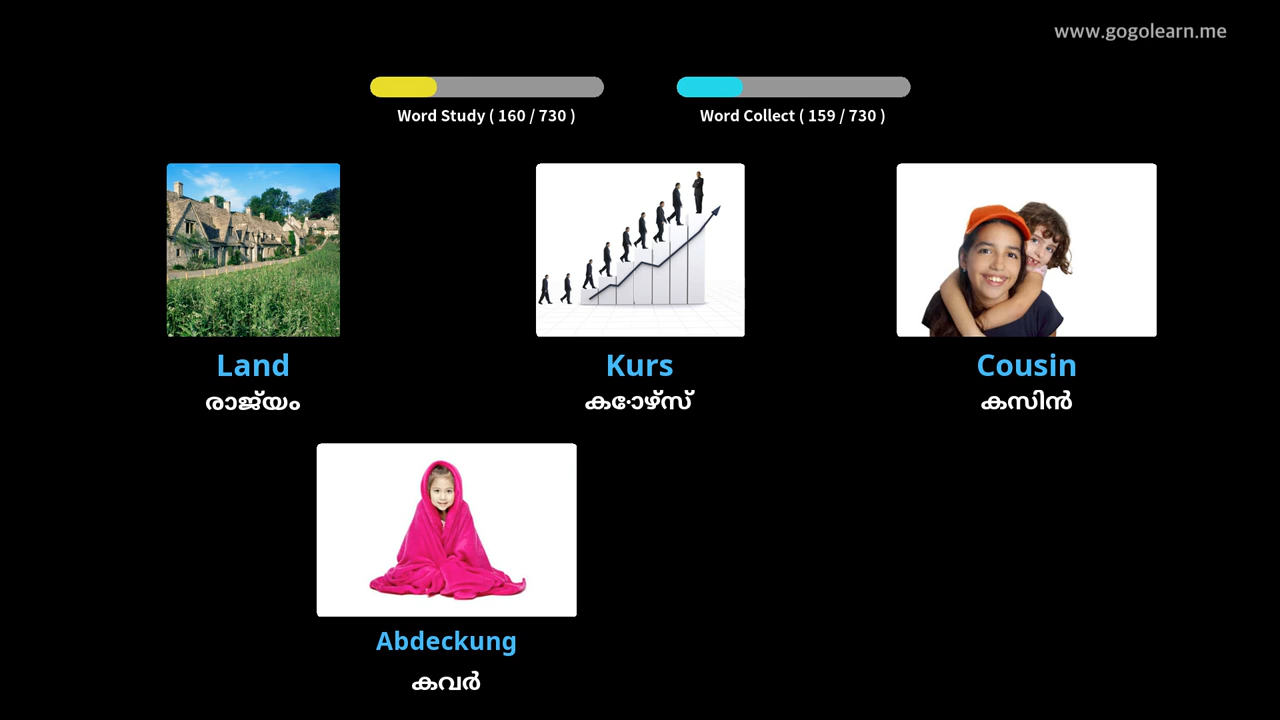 www.gogolearn.me
Word Study ( 160 / 730 )
Word Collect ( 159 / 730 )
Land
Kurs
Cousin
രാജ്യം
കോഴ്സ്
കസിൻ
Abdeckung
കവർ